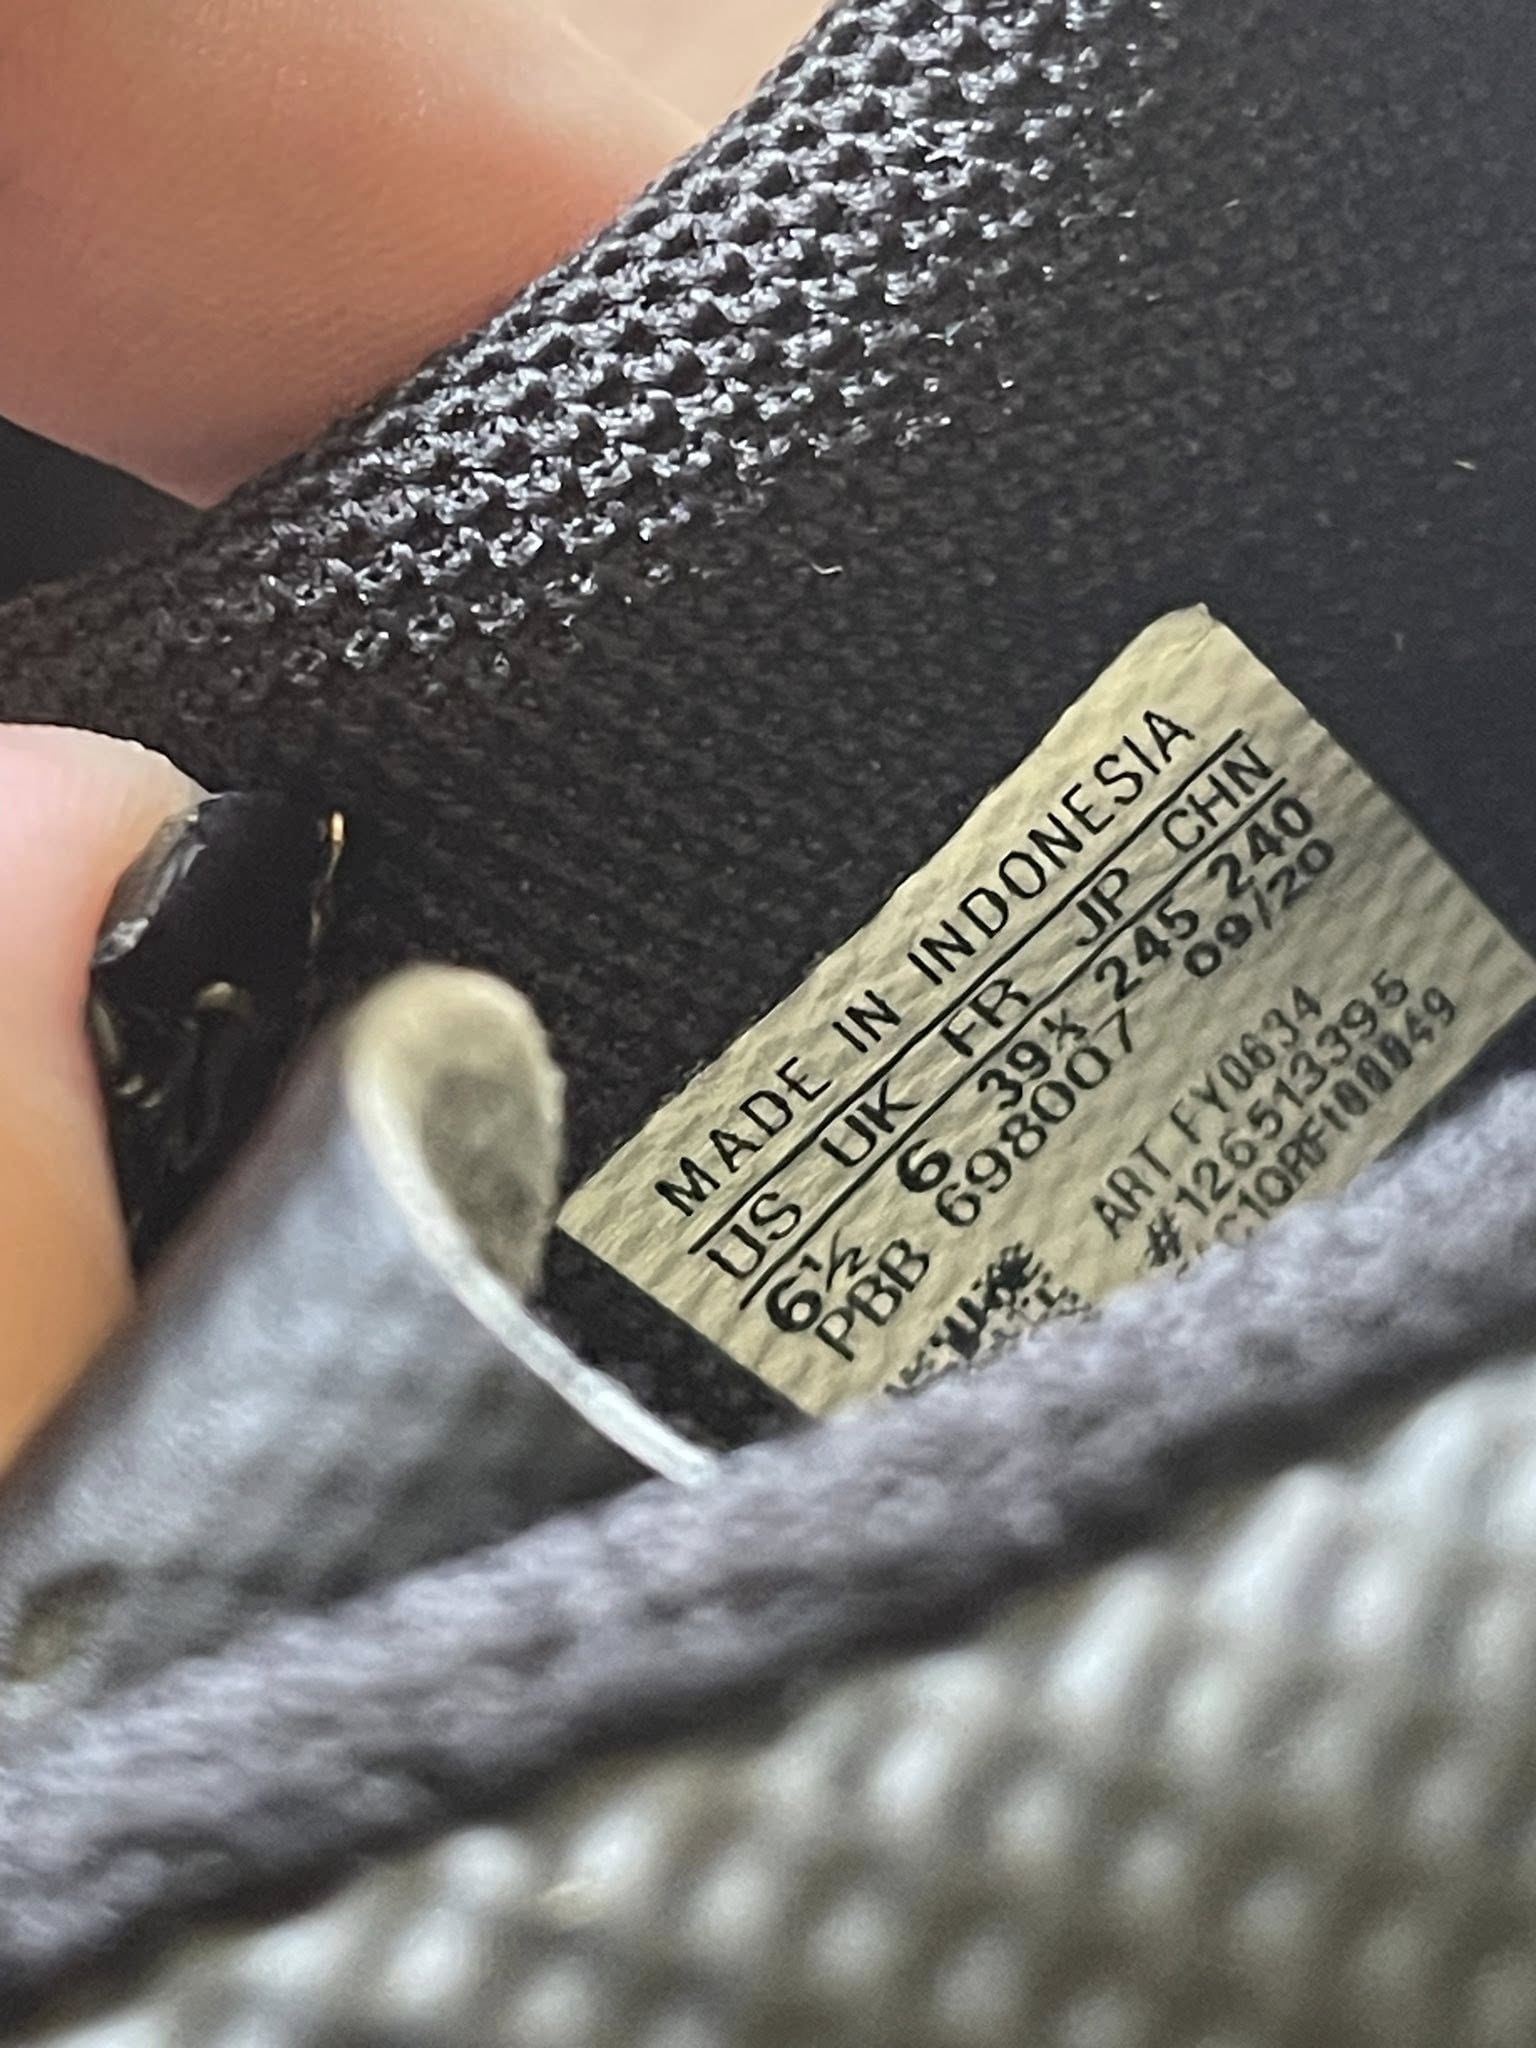 MADE IN INDONESIA
US UK FR JP CHN
6½ 6 39⅓ 245 240
PBB 698007 09/20
ART FY0634
#1265133955